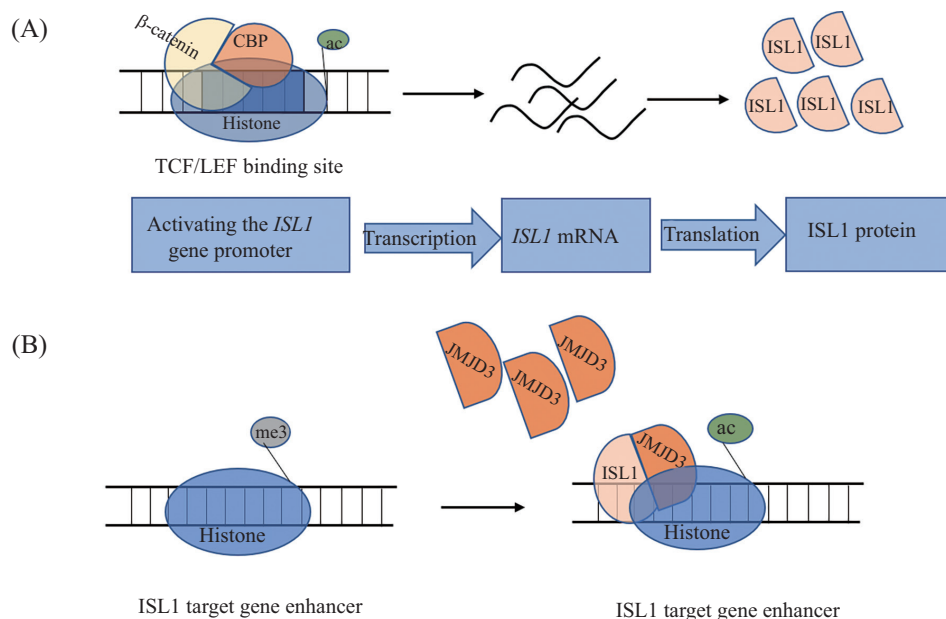 (A)
β-catenin
CBP
ac
Histone
TCF/LEF binding site
ISL1
ISL1
ISL1
ISL1
ISL1
Activating the ISL1
gene promoter
Transcription
ISL1 mRNA
Translation
ISL1 protein
(B)
JMJD3
JMJD3
JMJD3
me3
Histone
ISL1 target gene enhancer
ISL1
JMJD3
ac
Histone
ISL1 target gene enhancer